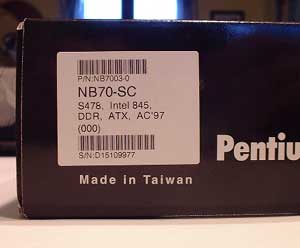 P/N:NB7003-0
NB70-SC
S478, Intel 845,
DDR, ATX, AC'97
(000)
S/N:D15109977
Pentiu
Made in Taiwan